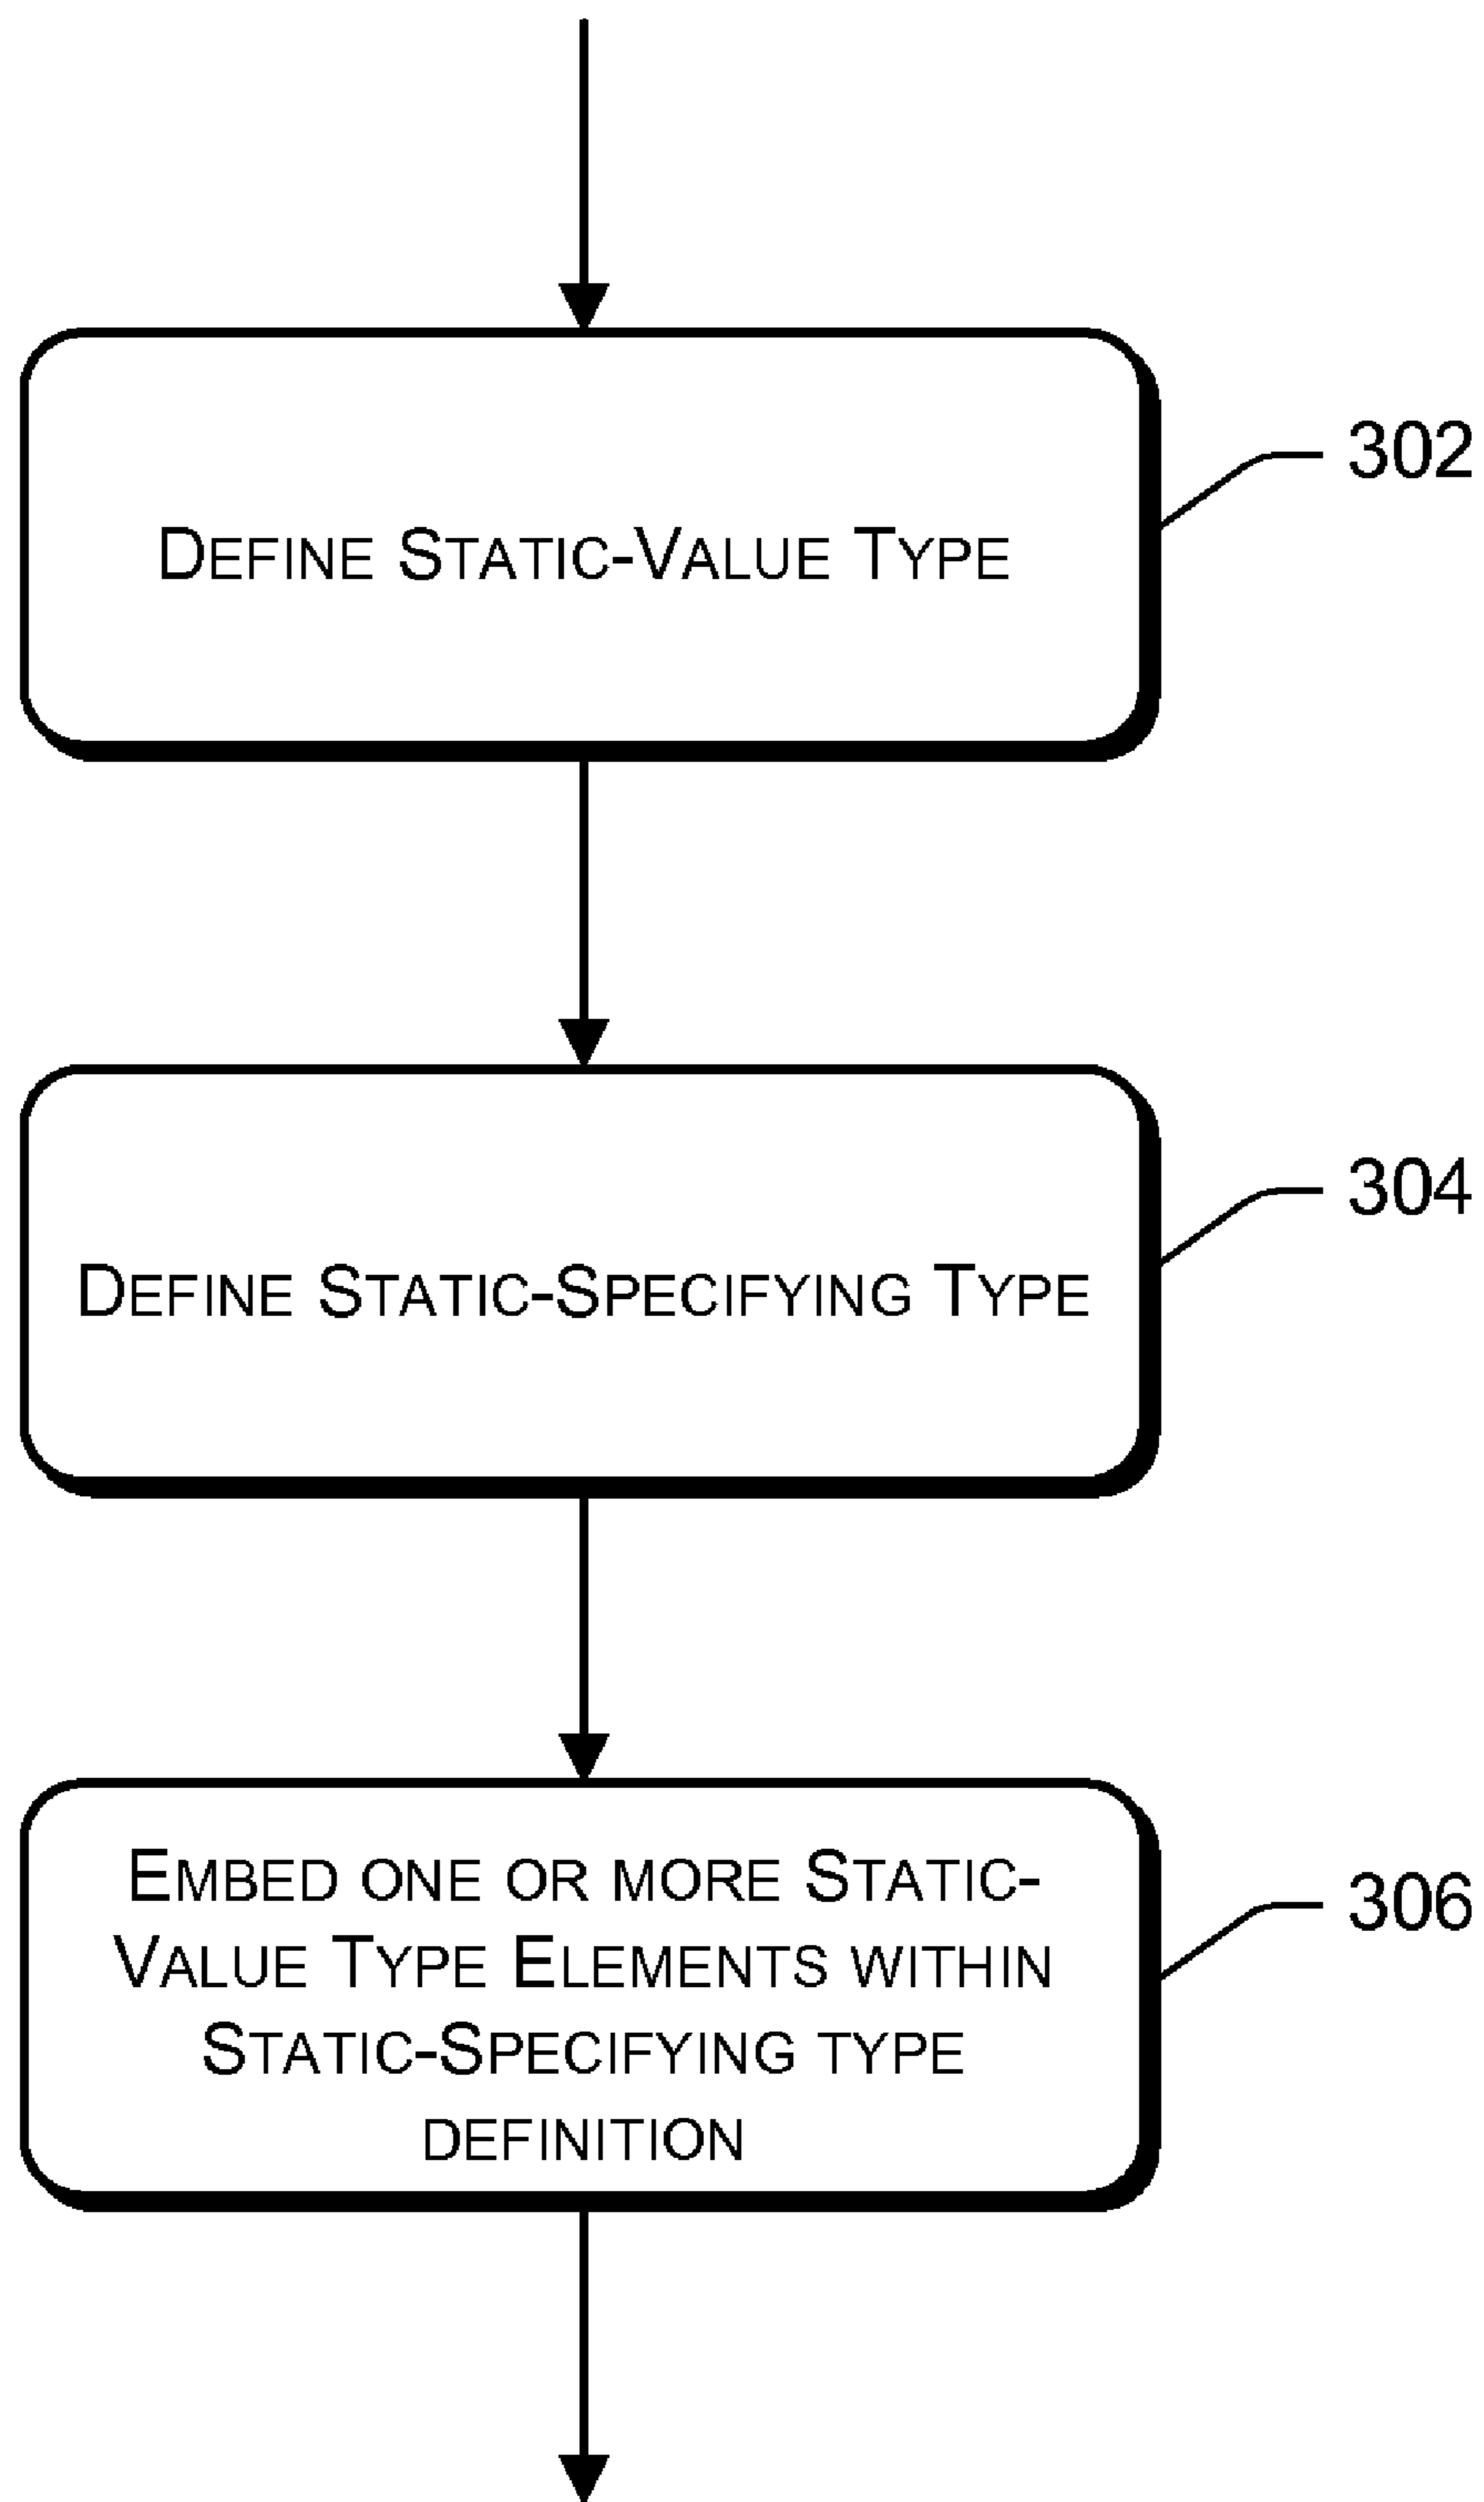 302
DEFINE STATIC-VALUE TYPE
304
DEFINE STATIC-SPECIFYING TYPE
EMBED ONE OR MORE STATIC-
306
VALUE TYPE ELEMENTS WITHIN
STATIC-SPECIFYING TYPE
DEFINITION